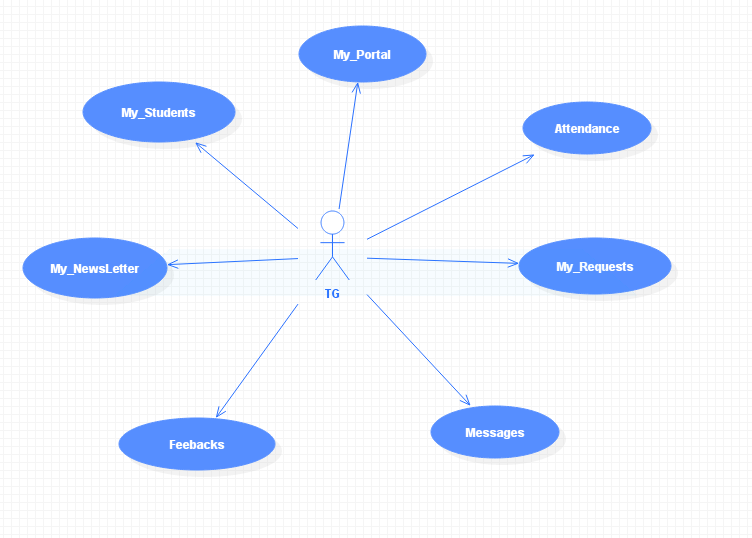 My_Portal
My_Students
Attendance
My_NewsLetter
My_Requests
TG
Feebacks
Messages